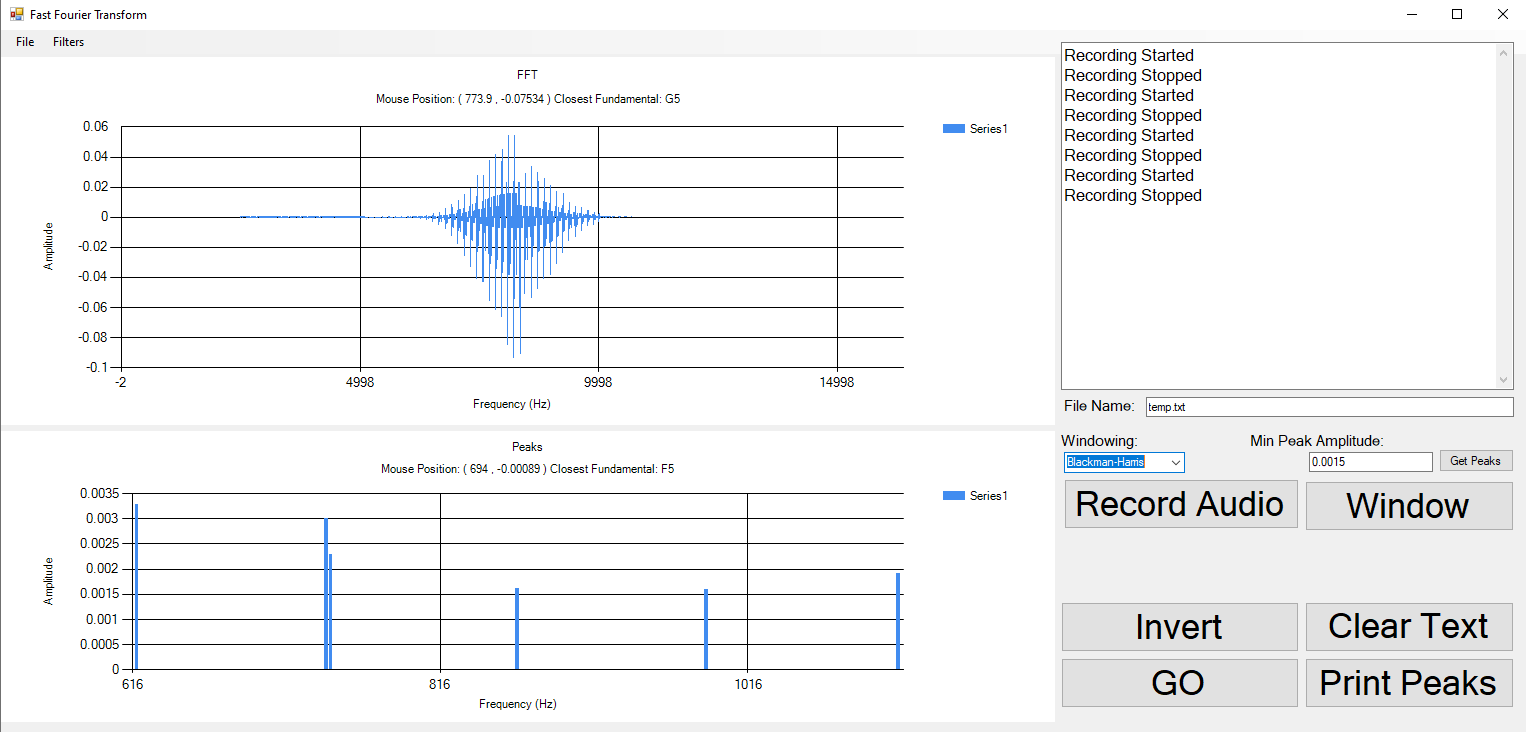 Fast Fourier Transform
File Filters
FFT
Mouse Position: ( 773.9 , -0.07534 ) Closest Fundamental: G5
Series1
0.06
0.04
0.02
0
-0.02
-0.04
-0.06
-0.08
-0.1
Amplitude
-2 4998 9998 14998
Frequency (Hz)
Peaks
Mouse Position: ( 694 , -0.00089 ) Closest Fundamental: F5
Series1
0.0035
0.003
0.0025
0.002
0.0015
0.001
0.0005
0
Amplitude
616 816 1016
Frequency (Hz)
Recording Started
Recording Stopped
Recording Started
Recording Stopped
Recording Started
Recording Stopped
Recording Started
Recording Stopped
File Name: temp.txt
Windowing: Min Peak Amplitude:
Blackman-Harris 0.0015 Get Peaks
Record Audio Window
Invert Clear Text
GO Print Peaks